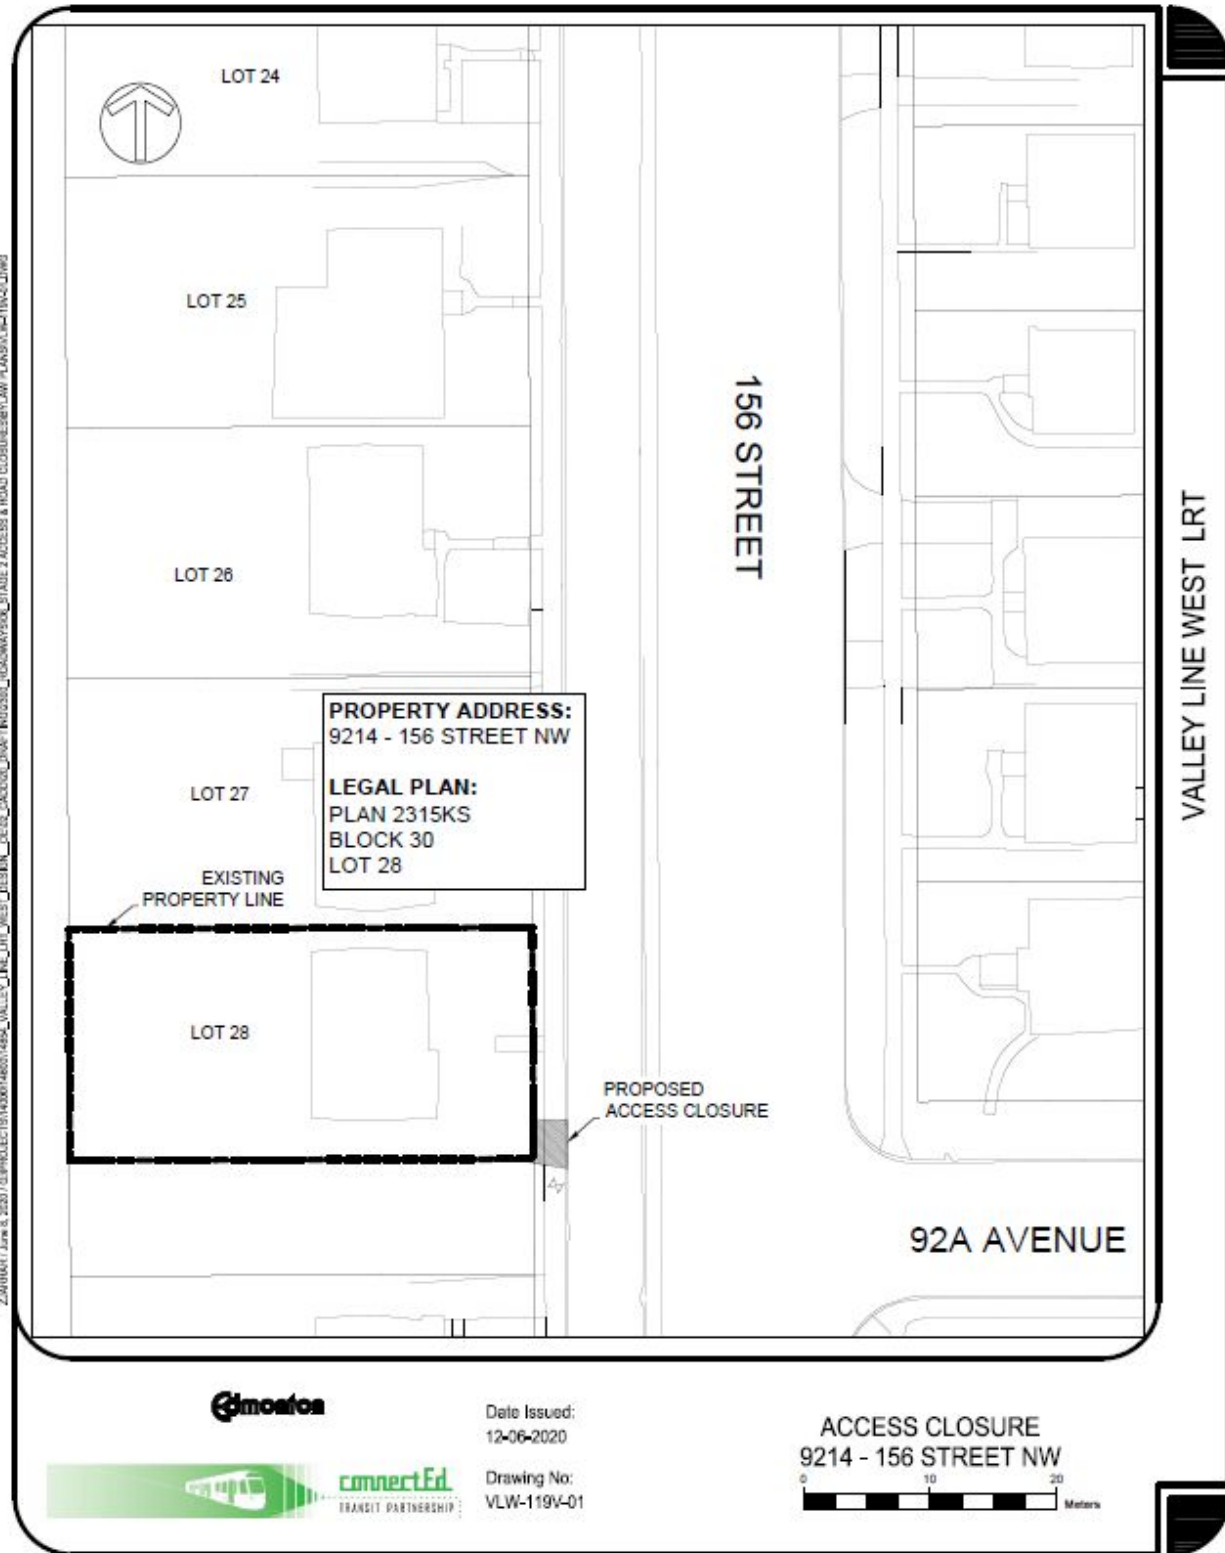 LOT 24
LOT 25
156 STREET
LOT 26
VALLEY LINE WEST LRT
PROPERTY ADDRESS:
9214 - 156 STREET NW
LEGAL PLAN:
PLAN 2315KS
BLOCK 30
LOT 28
LOT 27
EXISTING
PROPERTY LINE
LOT 28
PROPOSED
ACCESS CLOSURE
92A AVENUE
Edmonton
connectEd
TRANSIT PARTNERSHIP
Date Issued:
12-06-2020
Drawing No:
VLW-119V-01
ACCESS CLOSURE
9214 - 156 STREET NW
0 10 20
Meters